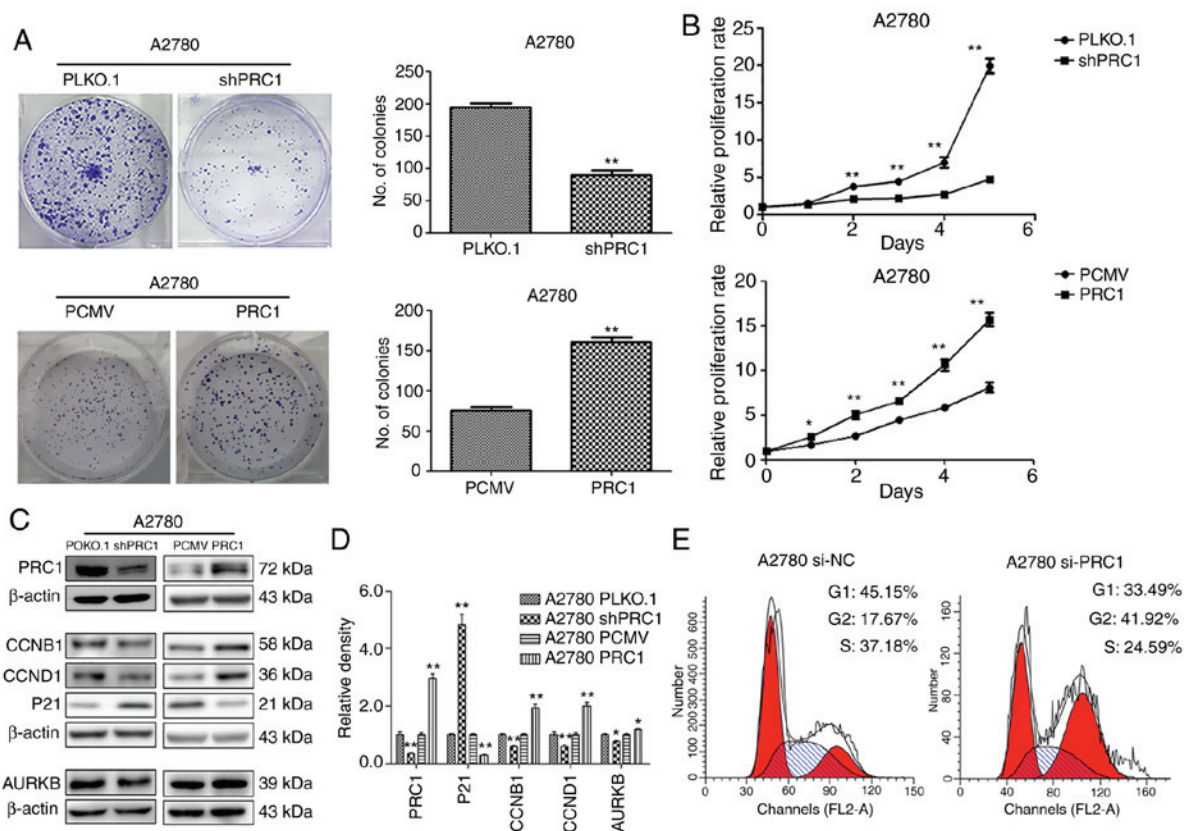 A
A2780
PLKO.1 shPRC1
A2780
No. of colonies
250
200
150
100
50
0
**
PLKO.1 shPRC1
A2780
PCMV PRC1
A2780
No. of colonies
200
150
100
50
0
**
PCMV PRC1
B
A2780
PLKO.1
shPRC1
Relative proliferation rate
25
20
15
10
5
0
** ** ** **
0 2 4 6
Days
A2780
PCMV
PRC1
Relative proliferation rate
20
15
10
5
0
* ** ** ** **
0 2 4 6
Days
C
A2780
POKO.1 shPRC1 PCMV PRC1
PRC1 72 kDa
β-actin 43 kDa
CCNB1 58 kDa
CCND1 36 kDa
P21 21 kDa
β-actin 43 kDa
AURKB 39 kDa
β-actin 43 kDa
D
Relative density
6.0
4.0
2.0
0.0
A2780 PLKO.1
A2780 shPRC1
A2780 PCMV
A2780 PRC1
** ** ** ** ** ** ** ** * *
PRC1 P21 CCNB1 CCND1 AURKB
E
A2780 si-NC
G1: 45.15%
G2: 17.67%
S: 37.18%
Number
0 100 200 300 400 500 600
0 30 60 90 120 150
Channels (FL2-A)
A2780 si-PRC1
G1: 33.49%
G2: 41.92%
S: 24.59%
Number
0 40 80 120 160
0 40 80 120 160 180
Channels (FL2-A)